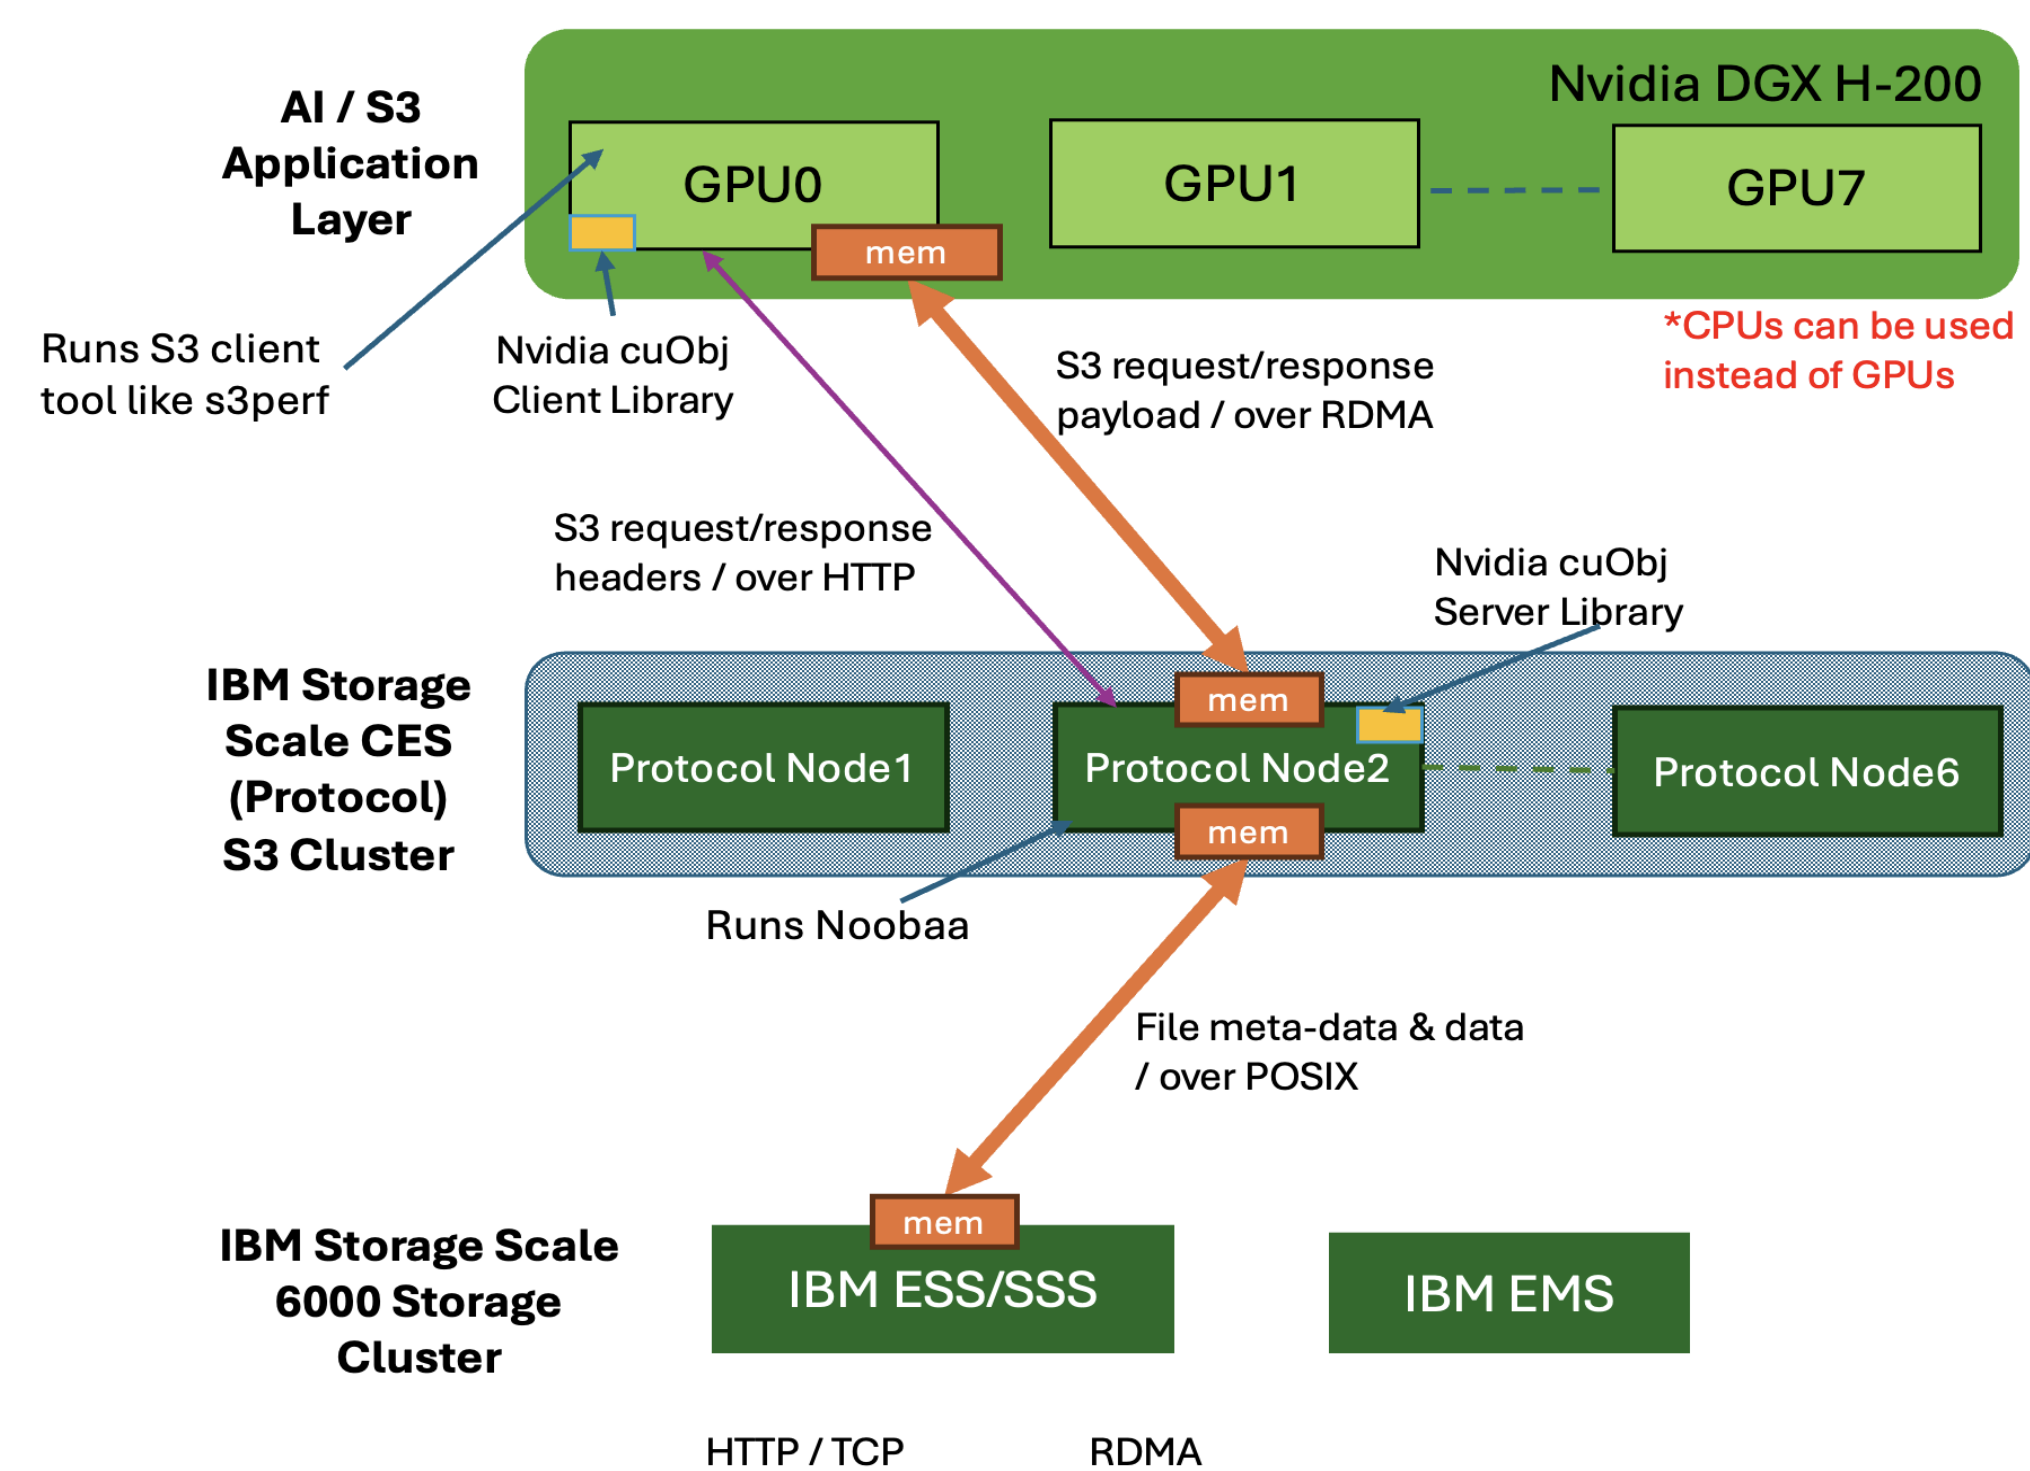 Nvidia DGX H-200
AI / S3
Application
Layer
GPU0
GPU1
GPU7
mem
Runs S3 client
tool like s3perf
Nvidia cuObj
Client Library
S3 request/response
payload / over RDMA
*CPUs can be used
instead of GPUs
S3 request/response
headers / over HTTP
Nvidia cuObj
Server Library
IBM Storage
Scale CES
(Protocol)
S3 Cluster
mem
Protocol Node1
Protocol Node2
Protocol Node6
mem
Runs Noobaa
File meta-data & data
/ over POSIX
IBM Storage Scale
6000 Storage
Cluster
mem
IBM ESS/SSS
IBM EMS
HTTP / TCP
RDMA